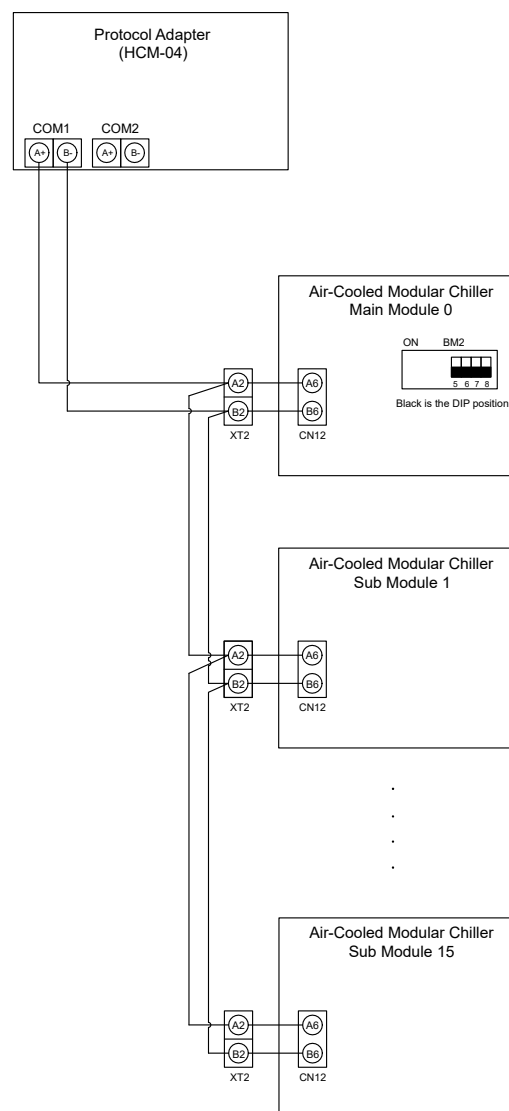 Protocol Adapter
(HCM-04)
COM1 COM2
A+ B- A+ B-
Air-Cooled Modular Chiller
Main Module 0
ON BM2
5 6 7 8
Black is the DIP position
A2 A6
B2 B6
XT2 CN12
Air-Cooled Modular Chiller
Sub Module 1
A2 A6
B2 B6
XT2 CN12
.
.
.
.
Air-Cooled Modular Chiller
Sub Module 15
A2 A6
B2 B6
XT2 CN12